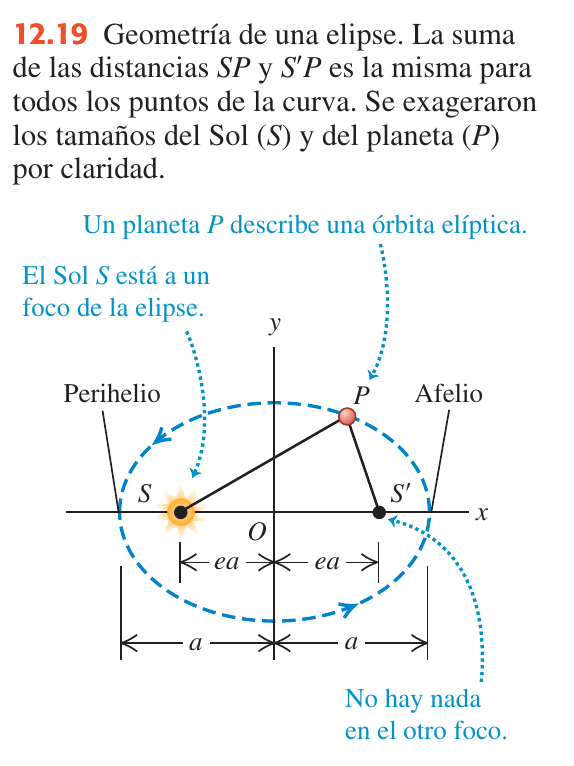 12.19 Geometría de una elipse. La suma
de las distancias SP y S′P es la misma para
todos los puntos de la curva. Se exageraron
los tamaños del Sol (S) y del planeta (P)
por claridad.
Un planeta P describe una órbita elíptica.
El Sol S está a un
foco de la elipse.
y
Perihelio
P
Afelio
S
S′
x
O
ea
ea
a
a
No hay nada
en el otro foco.